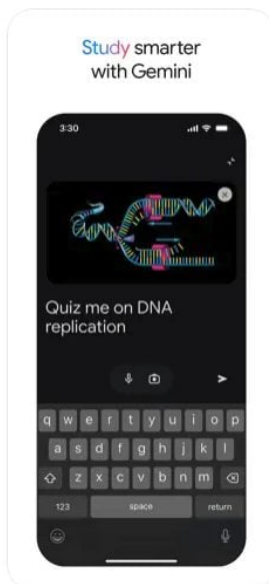 Study smarter
with Gemini
3:30
Quiz me on DNA
replication
q w e r t y u i o p
a s d f g h j k l
z x c v b n m
123 space return